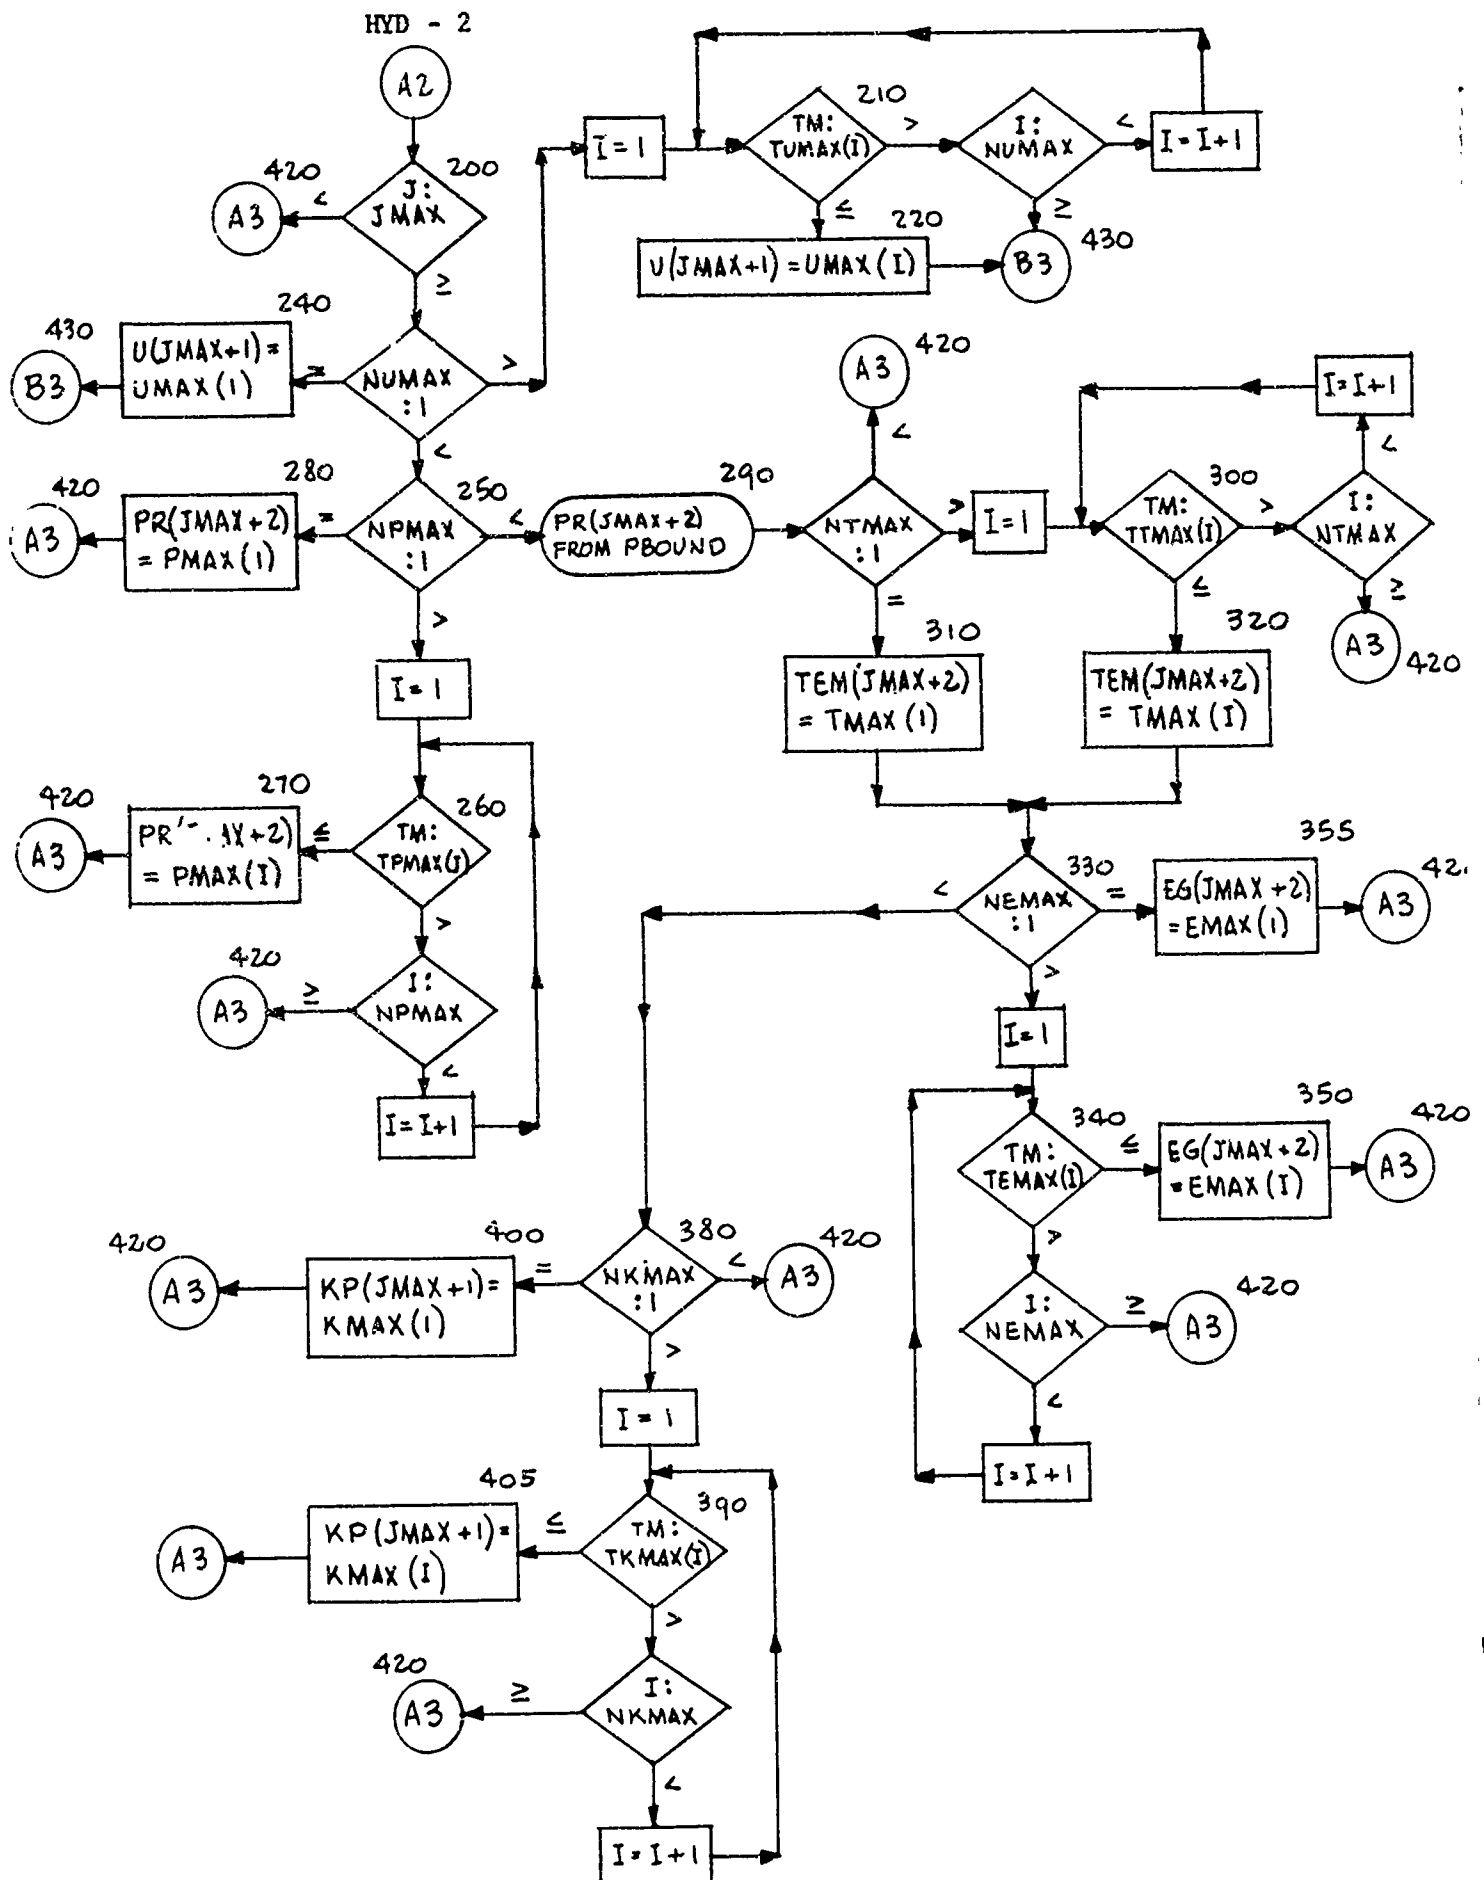 HYD - 2
A2
420
A3
<
J:
JMAX
200
≥
430
B3
240
U(JMAX+1) =
UMAX(1)
=
NUMAX
:1
>
<
I = 1
TM:
TUMAX(I)
210
>
≤
I:
NUMAX
<
≥
I = I+1
220
U(JMAX+1) = UMAX(I)
B3
430
420
A3
280
PR(JMAX+2)
= PMAX(1)
=
NPMAX
:1
250
<
>
PR(JMAX+2)
FROM PBOUND
290
NTMAX
:1
A3
420
<
>
=
I = 1
TM:
TTMAX(I)
300
>
≤
I:
NTMAX
<
≥
I=I+1
A3
420
310
TEM(JMAX+2)
= TMAX(1)
320
TEM(JMAX+2)
= TMAX(I)
I = 1
420
A3
270
= PMAX(I)
≤
TM:
TPMAX(I)
260
>
420
A3
≥
I:
NPMAX
<
I = I+1
<
NEMAX
:1
330
=
>
355
EG(JMAX+2)
= EMAX(1)
A3
I = 1
TM:
TEMAX(I)
340
≤
>
350
EG(JMAX+2)
= EMAX(I)
420
A3
I:
NEMAX
≥
<
420
A3
I = I+1
420
A3
400
KP(JMAX+1) =
KMAX(1)
=
NKMAX
:1
380
<
>
420
A3
I = 1
A3
405
KP(JMAX+1) =
KMAX(I)
≤
TM:
TKMAX(I)
390
>
420
A3
≥
I:
NKMAX
<
I = I+1